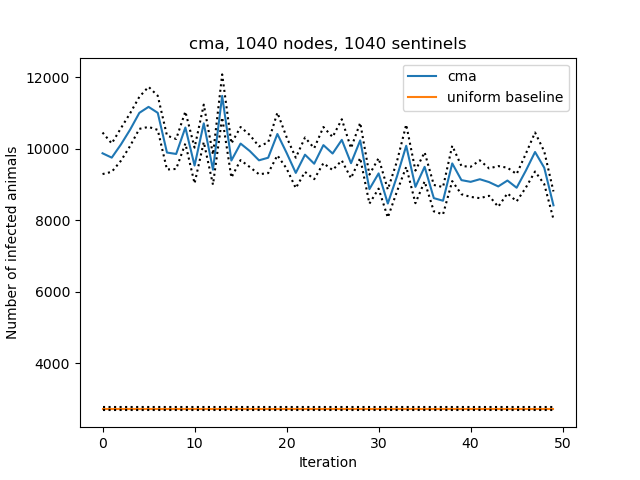 cma, 1040 nodes, 1040 sentinels
cma
uniform baseline
Number of infected animals
12000
10000
8000
6000
4000
0 10 20 30 40 50
Iteration